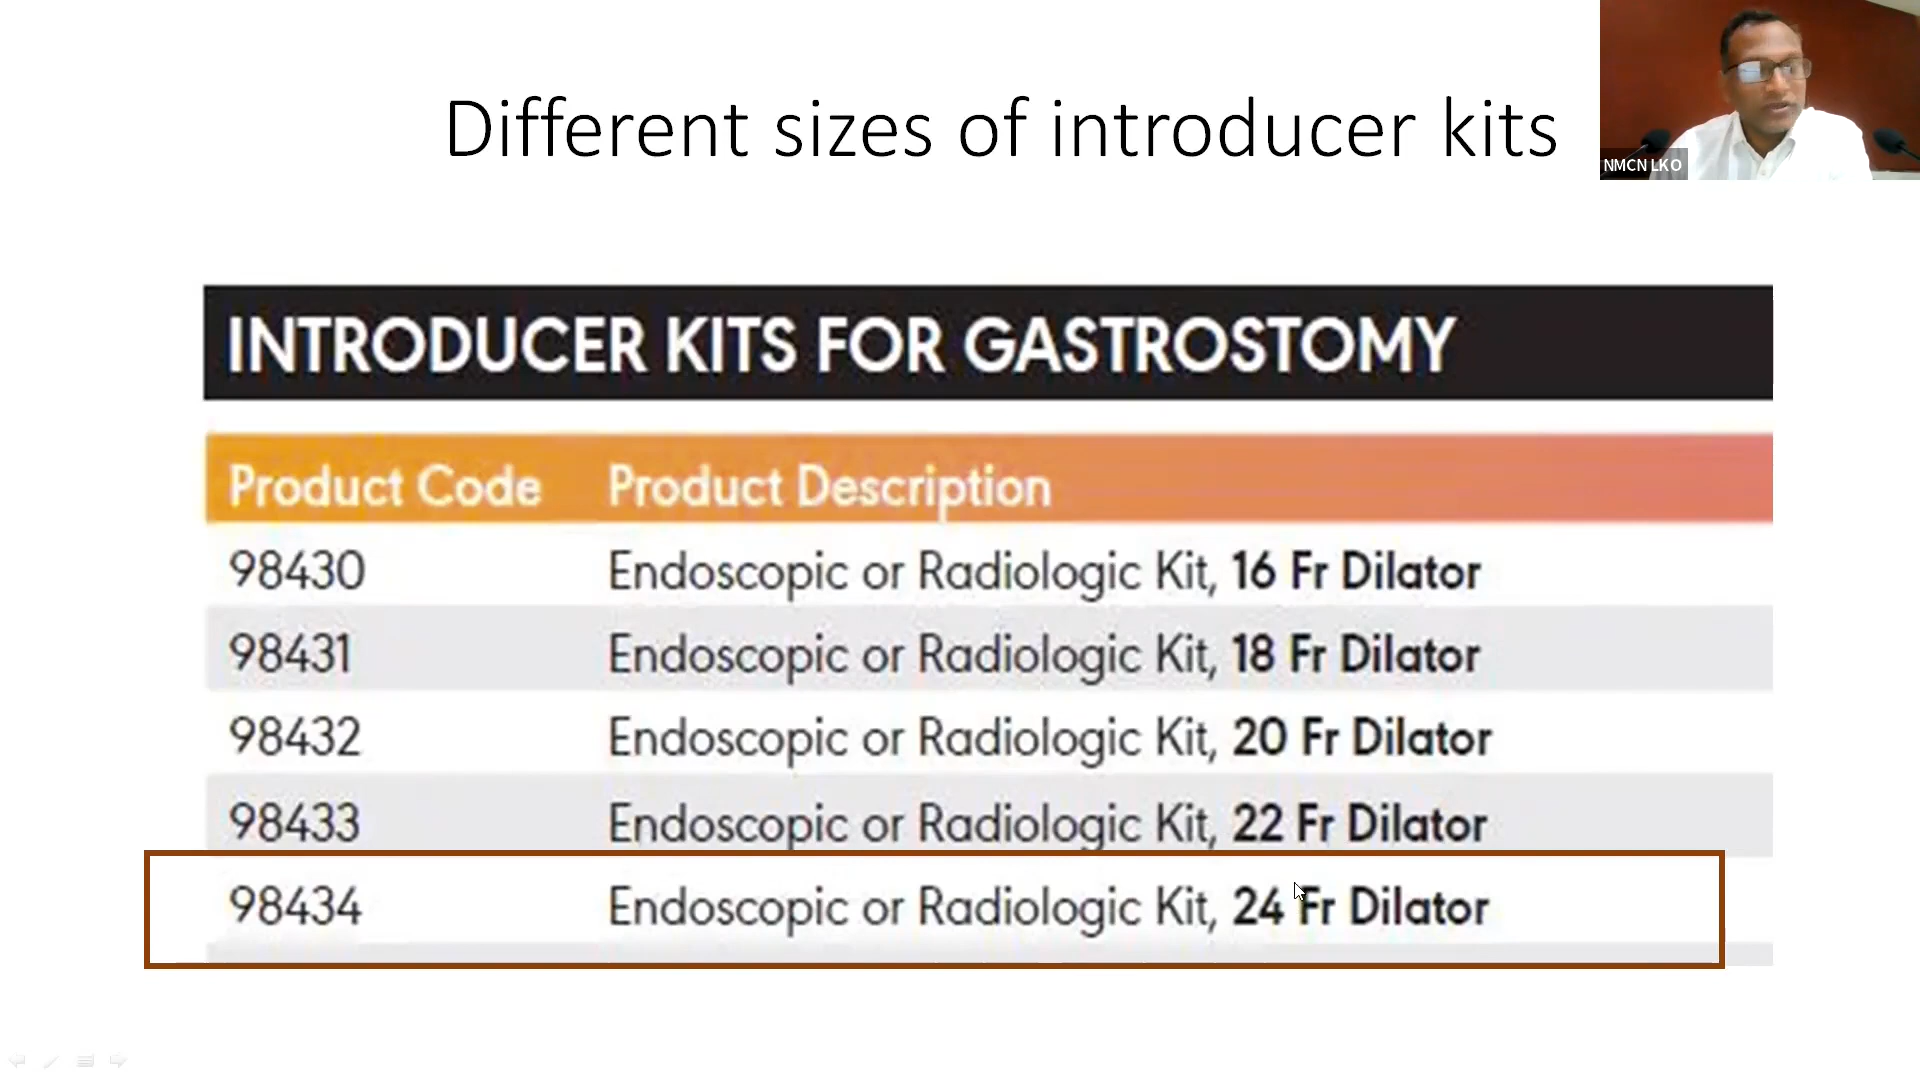 Different sizes of introducer kits
NMCN LKO
INTRODUCER KITS FOR GASTROSTOMY
Product Code Product Description
98430 Endoscopic or Radiologic Kit, 16 Fr Dilator
98431 Endoscopic or Radiologic Kit, 18 Fr Dilator
98432 Endoscopic or Radiologic Kit, 20 Fr Dilator
98433 Endoscopic or Radiologic Kit, 22 Fr Dilator
98434 Endoscopic or Radiologic Kit, 24 Fr Dilator